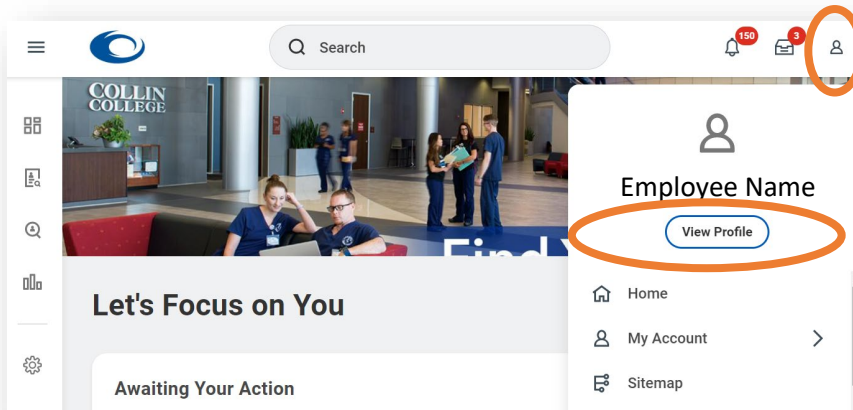 Search
150
3
COLLIN
COLLEGE
Employee Name
View Profile
Find
Home
Let's Focus on You
My Account
Sitemap
Awaiting Your Action